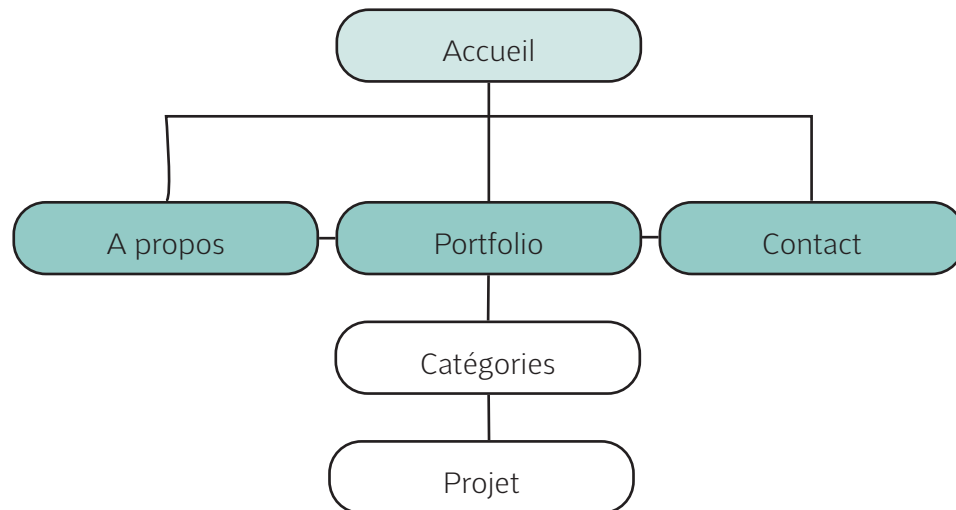 Accueil
A propos
Portfolio
Contact
Catégories
Projet